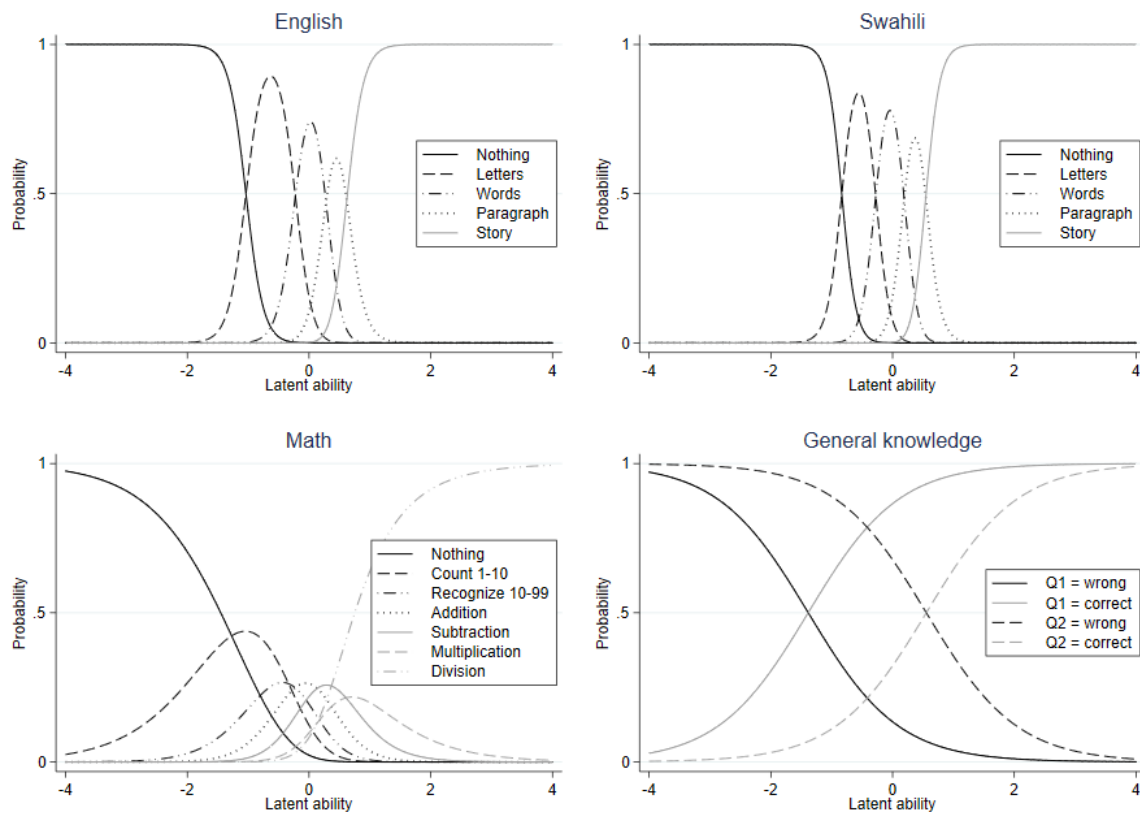 English
1
.5
0
Probability
-4
-2
0
2
4
Latent ability
Nothing
Letters
Words
Paragraph
Story
Swahili
1
.5
0
Probability
-4
-2
0
2
4
Latent ability
Nothing
Letters
Words
Paragraph
Story
Math
1
.5
0
Probability
-4
-2
0
2
4
Latent ability
Nothing
Count 1-10
Recognize 10-99
Addition
Subtraction
Multiplication
Division
General knowledge
1
.5
0
Probability
-4
-2
0
2
4
Latent ability
Q1 = wrong
Q1 = correct
Q2 = wrong
Q2 = correct